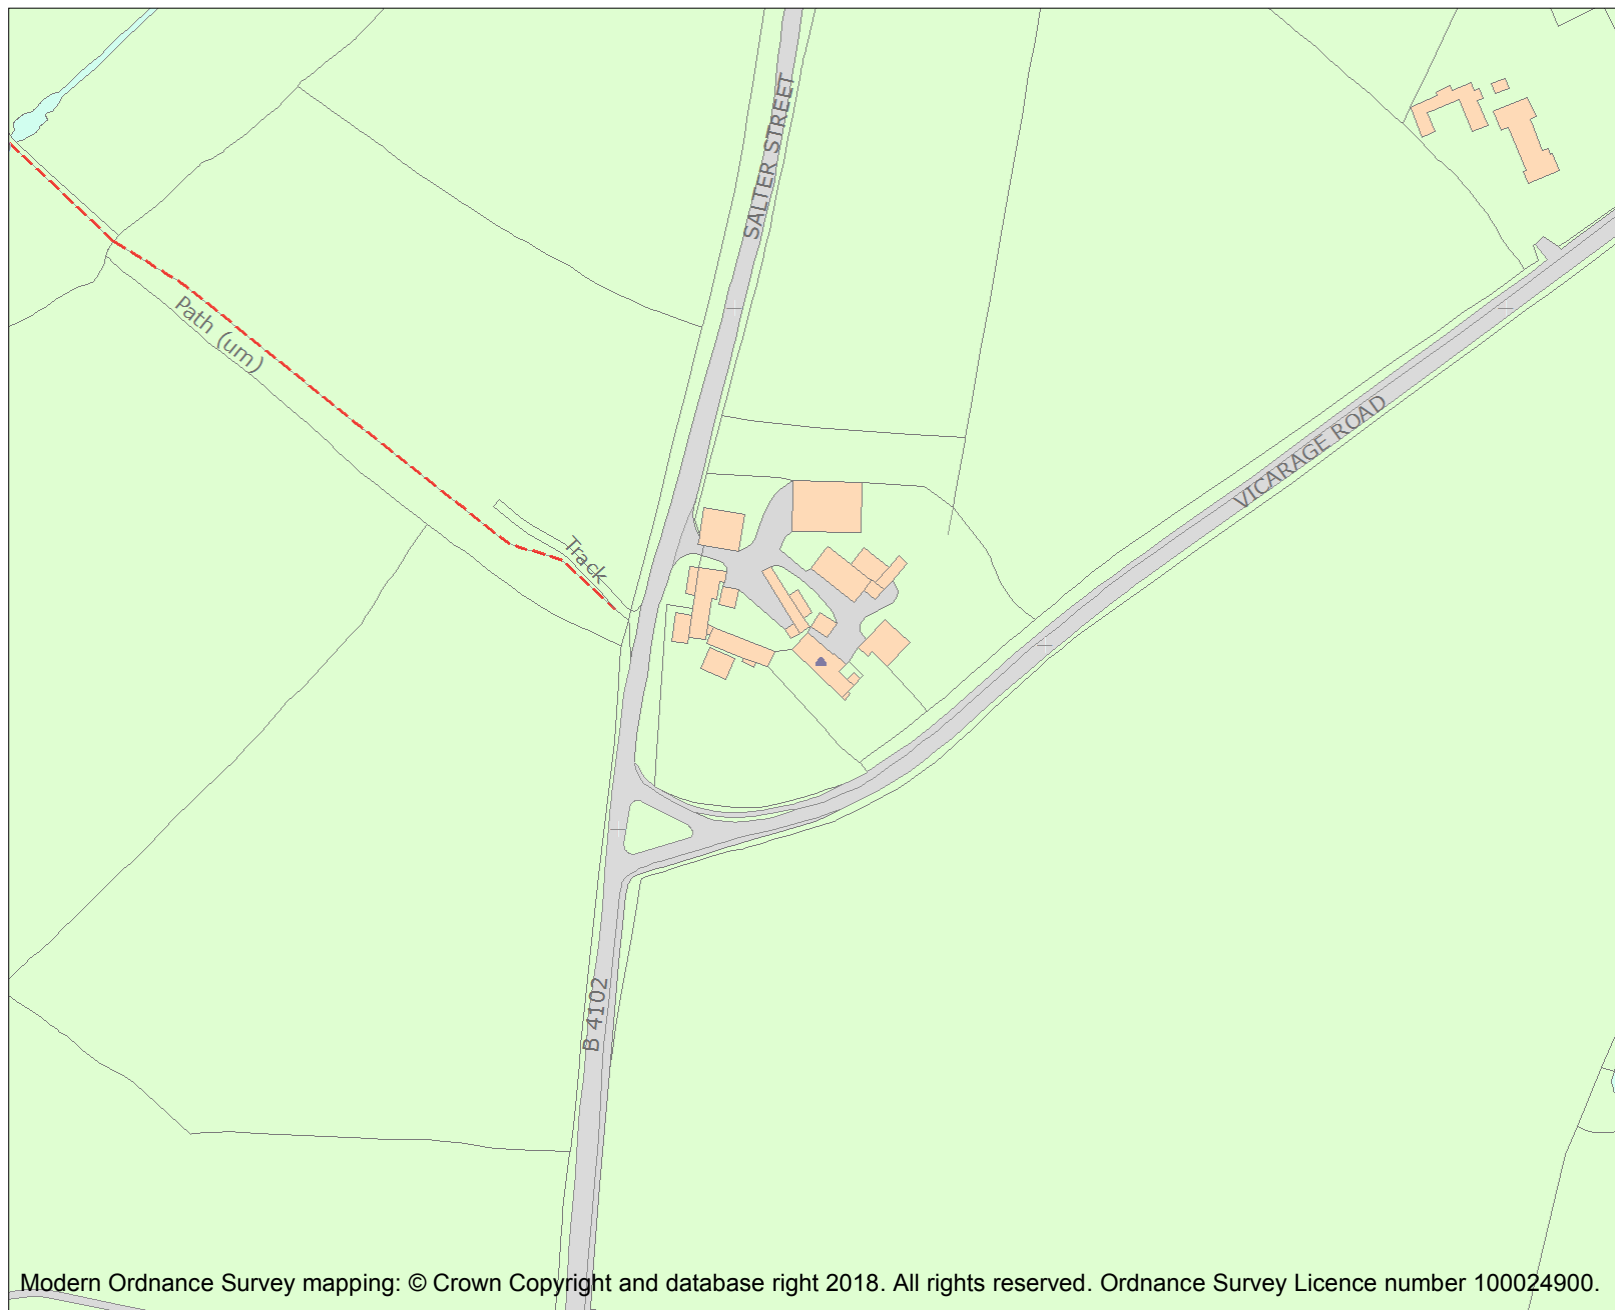 SALTER STREET
Path (um)
VICARAGE ROAD
Track
B 4102
Modern Ordnance Survey mapping: © Crown Copyright and database right 2018. All rights reserved. Ordnance Survey Licence number 100024900.